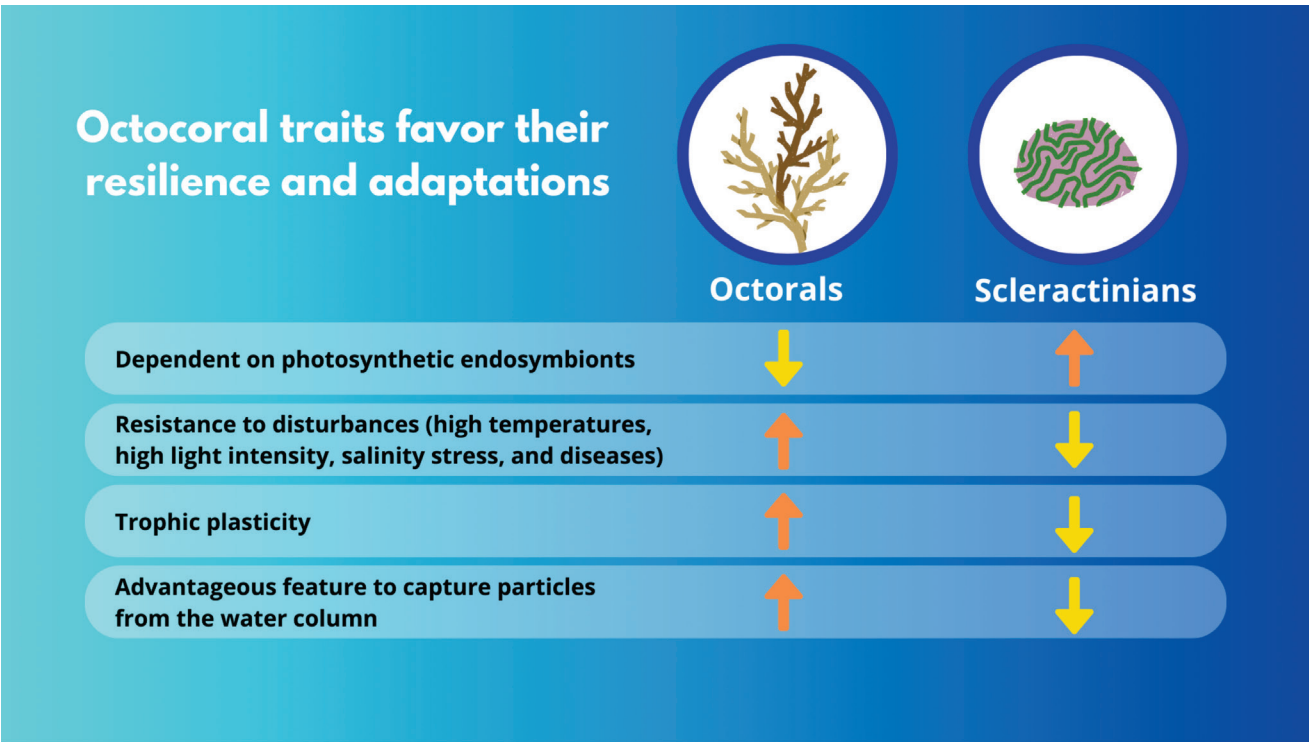 Octocoral traits favor their
resilience and adaptations
Octorals
Scleractinians
Dependent on photosynthetic endosymbionts
Resistance to disturbances (high temperatures,
high light intensity, salinity stress, and diseases)
Trophic plasticity
Advantageous feature to capture particles
from the water column